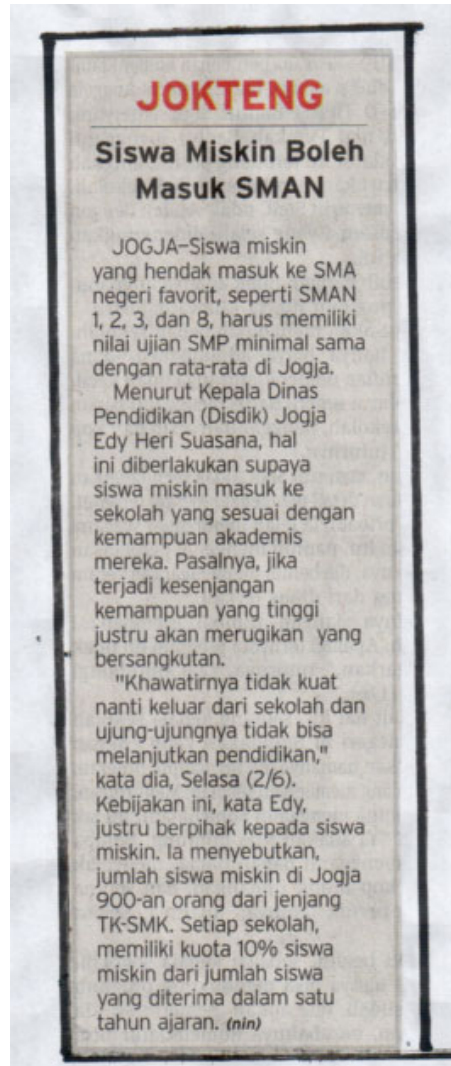 JOKTENG
Siswa Miskin Boleh
Masuk SMAN
JOGJA–Siswa miskin
yang hendak masuk ke SMA
negeri favorit, seperti SMAN
1, 2, 3, dan 8, harus memiliki
nilai ujian SMP minimal sama
dengan rata-rata di Jogja.
Menurut Kepala Dinas
Pendidikan (Disdik) Jogja
Edy Heri Suasana, hal
ini diberlakukan supaya
siswa miskin masuk ke
sekolah yang sesuai dengan
kemampuan akademis
mereka. Pasalnya, jika
terjadi kesenjangan
kemampuan yang tinggi
justru akan merugikan yang
bersangkutan.
"Khawatirnya tidak kuat
nanti keluar dari sekolah dan
ujung-ujungnya tidak bisa
melanjutkan pendidikan,"
kata dia, Selasa (2/6).
Kebijakan ini, kata Edy,
justru berpihak kepada siswa
miskin. Ia menyebutkan,
jumlah siswa miskin di Jogja
900-an orang dari jenjang
TK-SMK. Setiap sekolah,
memiliki kuota 10% siswa
miskin dari jumlah siswa
yang diterima dalam satu
tahun ajaran. (nin)